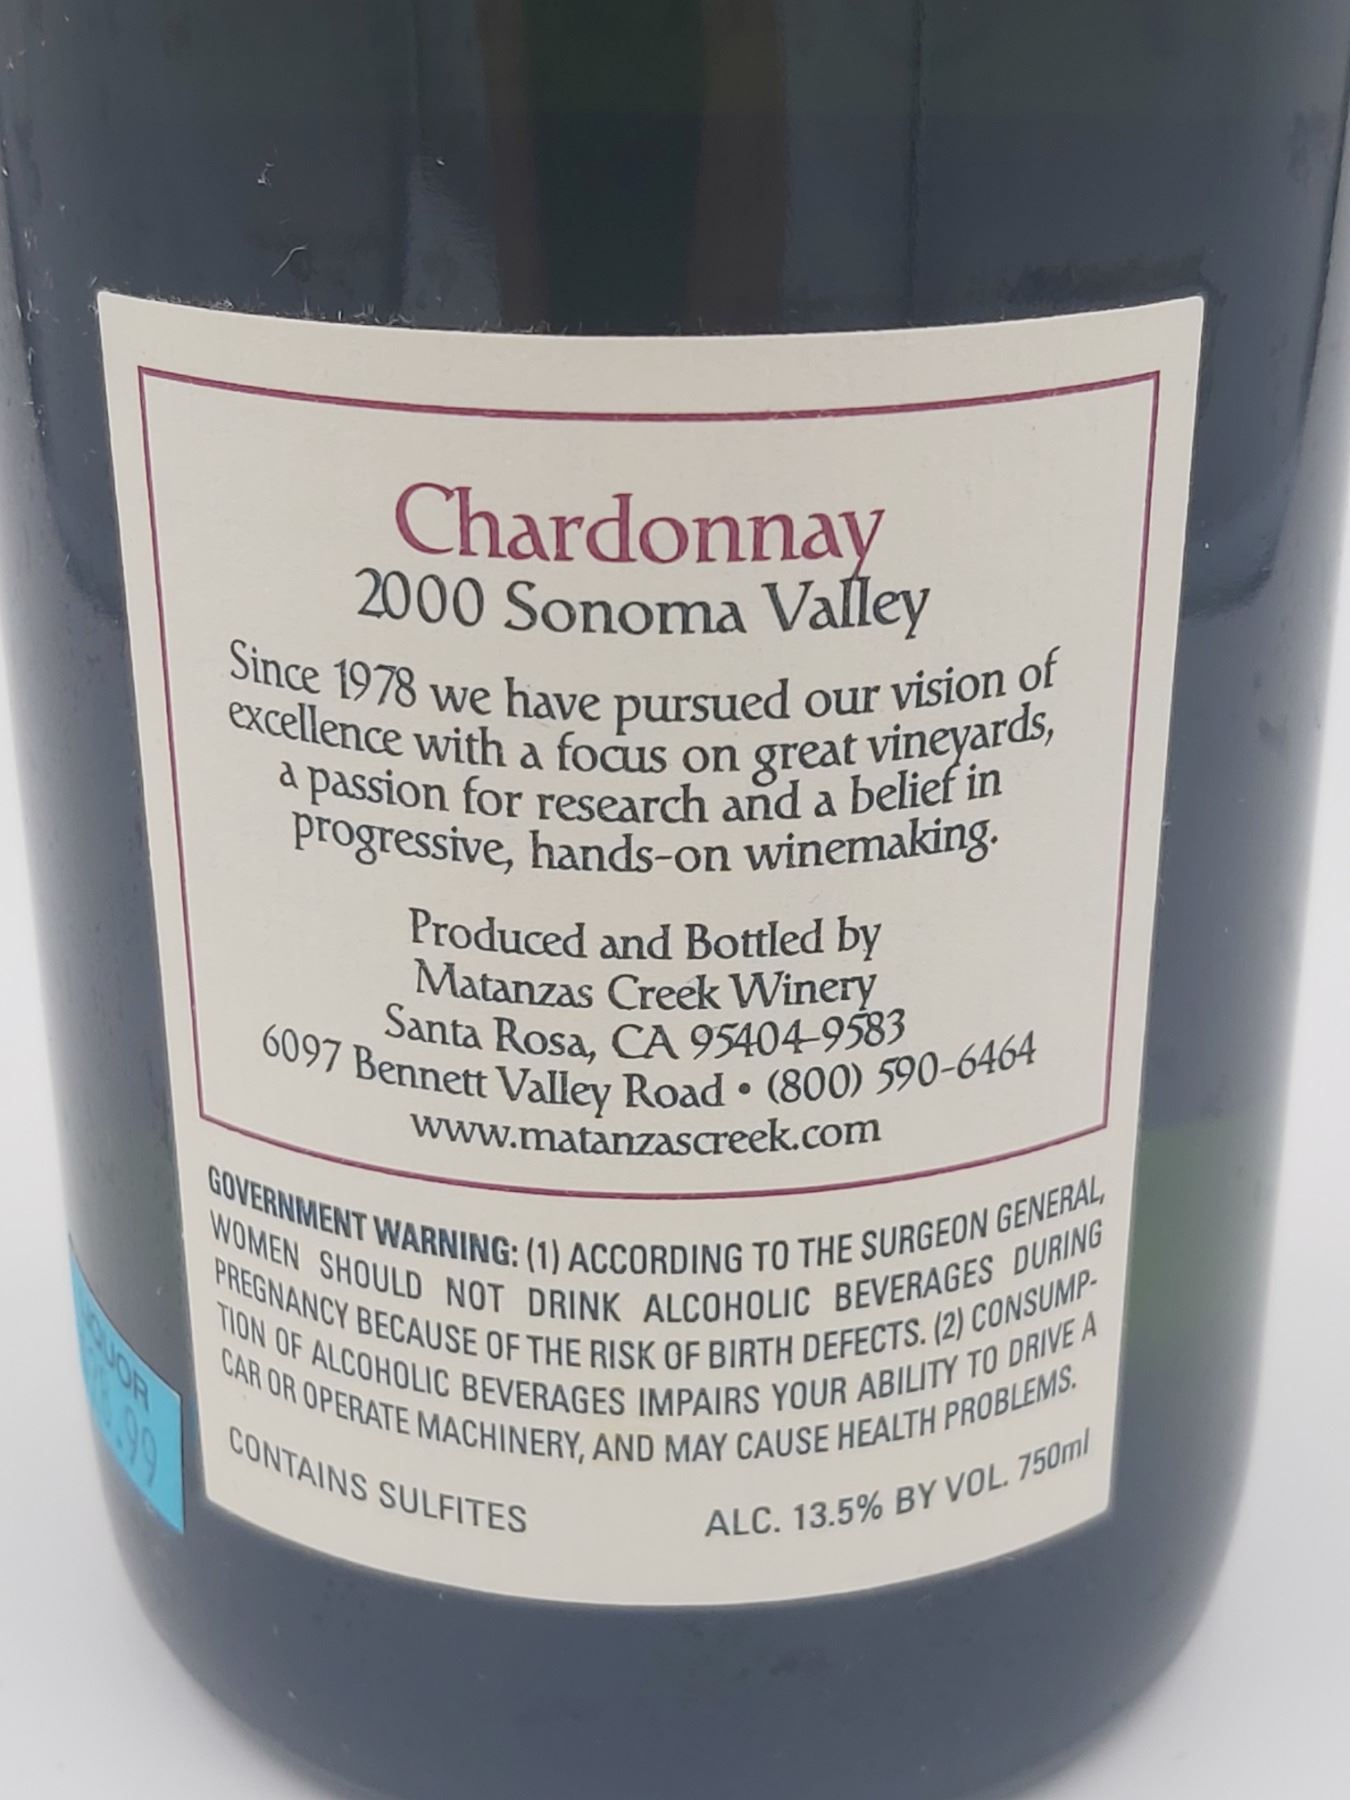 Chardonnay
2000 Sonoma Valley
Since 1978 we have pursued our vision of
excellence with a focus on great vineyards,
a passion for research and a belief in
progressive, hands-on winemaking.
Produced and Bottled by
Matanzas Creek Winery
Santa Rosa, CA 95404-9583
6097 Bennett Valley Road • (800) 590-6464
www.matanzascreek.com
GOVERNMENT WARNING: (1) ACCORDING TO THE SURGEON GENERAL,
WOMEN SHOULD NOT DRINK ALCOHOLIC BEVERAGES DURING
PREGNANCY BECAUSE OF THE RISK OF BIRTH DEFECTS. (2) CONSUMP-
TION OF ALCOHOLIC BEVERAGES IMPAIRS YOUR ABILITY TO DRIVE A
CAR OR OPERATE MACHINERY, AND MAY CAUSE HEALTH PROBLEMS.
CONTAINS SULFITES ALC. 13.5% BY VOL. 750ml